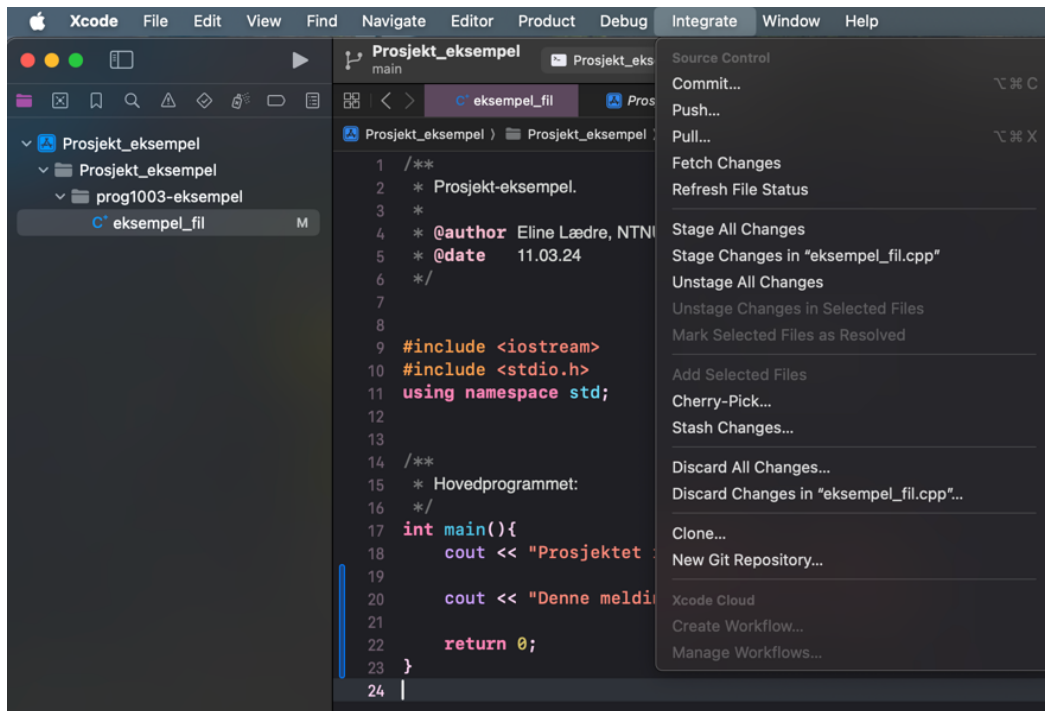 Xcode File Edit View Find Navigate Editor Product Debug Integrate Window Help
Prosjekt_eksempel
main
Prosjekt_eks
eksempel_fil
Pros
Prosjekt_eksempel
Prosjekt_eksempel
Prosjekt_eksempel
Prosjekt_eksempel
prog1003-eksempel
C+ eksempel_fil M
1 /**
2 * Prosjekt-eksempel.
3 *
4 * @author Eline Lædre, NTNU
5 * @date 11.03.24
6 */
7
8
9 #include <iostream>
10 #include <stdio.h>
11 using namespace std;
12
13
14 /**
15 * Hovedprogrammet:
16 */
17 int main(){
18 cout << "Prosjektet
19
20 cout << "Denne meldi
21
22 return 0;
23 }
24
Source Control
Commit... ⌥⌘C
Push...
Pull... ⌥⌘X
Fetch Changes
Refresh File Status
Stage All Changes
Stage Changes in “eksempel_fil.cpp”
Unstage All Changes
Unstage Changes in Selected Files
Mark Selected Files as Resolved
Add Selected Files
Cherry-Pick...
Stash Changes...
Discard All Changes...
Discard Changes in “eksempel_fil.cpp”...
Clone...
New Git Repository...
Xcode Cloud
Create Workflow...
Manage Workflows...